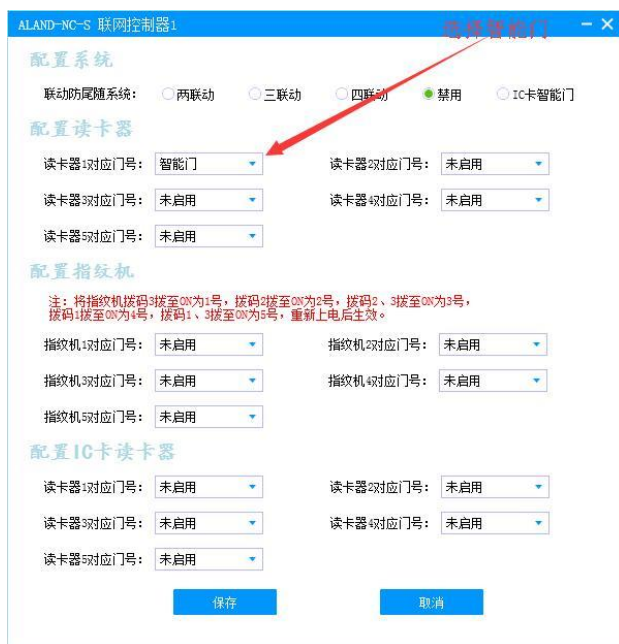 ALAND-NC-S 联网控制器1
选择智能门
配置系统
联动防尾随系统: 两联动 三联动 四联动 禁用 IC卡智能门
配置读卡器
读卡器1对应门号: 智能门 读卡器2对应门号: 未启用
读卡器3对应门号: 未启用 读卡器4对应门号: 未启用
读卡器5对应门号: 未启用
配置指纹机
注: 将指纹机拨码3拨至ON为1号, 拨码2拨至ON为2号, 拨码2、3拨至ON为3号,
拨码1拨至ON为4号, 拨码1、3拨至ON为5号, 重新上电后生效。
指纹机1对应门号: 未启用 指纹机2对应门号: 未启用
指纹机3对应门号: 未启用 指纹机4对应门号: 未启用
指纹机5对应门号: 未启用
配置IC卡读卡器
读卡器1对应门号: 未启用 读卡器2对应门号: 未启用
读卡器3对应门号: 未启用 读卡器4对应门号: 未启用
读卡器5对应门号: 未启用
保存 取消